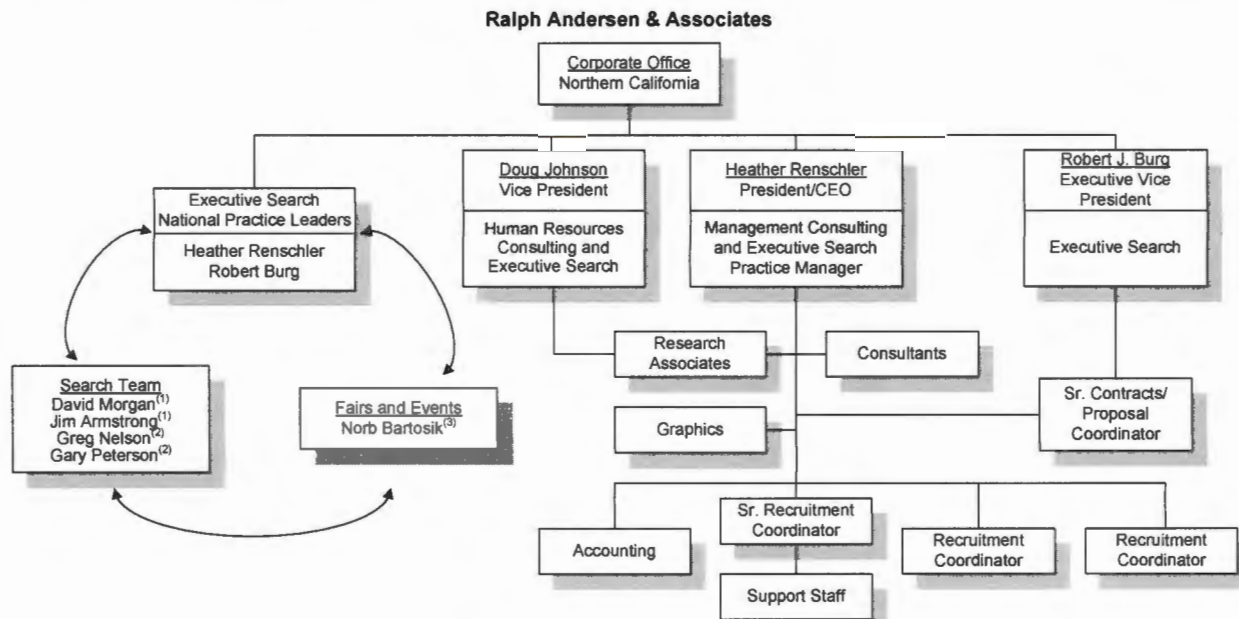 Ralph Andersen & Associates
Corporate Office
Northern California
Executive Search
National Practice Leaders
Heather Renschler
Robert Burg
Doug Johnson
Vice President
Human Resources
Consulting and
Executive Search
Heather Renschler
President/CEO
Management Consulting
and Executive Search
Practice Manager
Robert J. Burg
Executive Vice
President
Executive Search
Research
Associates
Consultants
Search Team
David Morgan(1)
Jim Armstrong(1)
Greg Nelson(2)
Gary Peterson(2)
Fairs and Events
Norb Bartosik(3)
Graphics
Sr. Contracts/
Proposal
Coordinator
Accounting
Sr. Recruitment
Coordinator
Recruitment
Coordinator
Recruitment
Coordinator
Support Staff